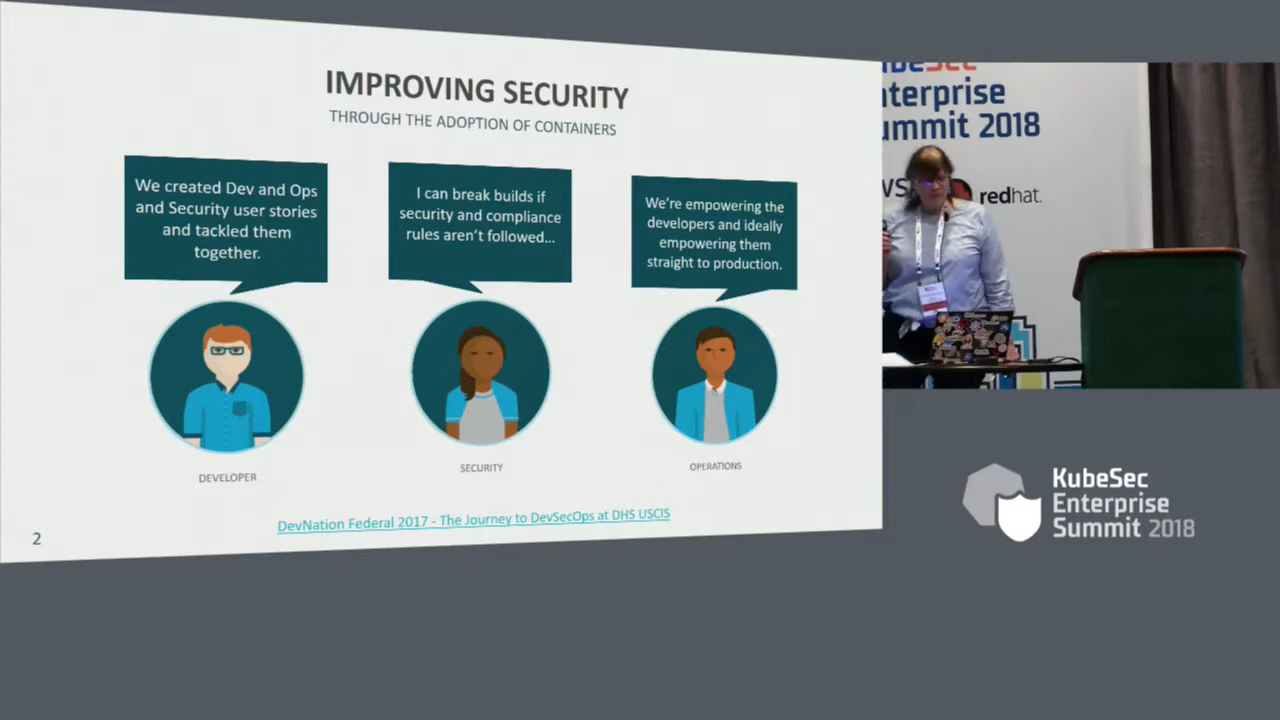 IMPROVING SECURITY
THROUGH THE ADOPTION OF CONTAINERS
We created Dev and Ops
and Security user stories
and tackled them
together.
I can break builds if
security and compliance
rules aren't followed...
We're empowering the
developers and ideally
empowering them
straight to production.
DEVELOPER
SECURITY
OPERATIONS
DevNation Federal 2017 - The Journey to DevSecOps at DHS USCIS
2
Summit 2018
redhat.
KubeSec
Enterprise
Summit 2018